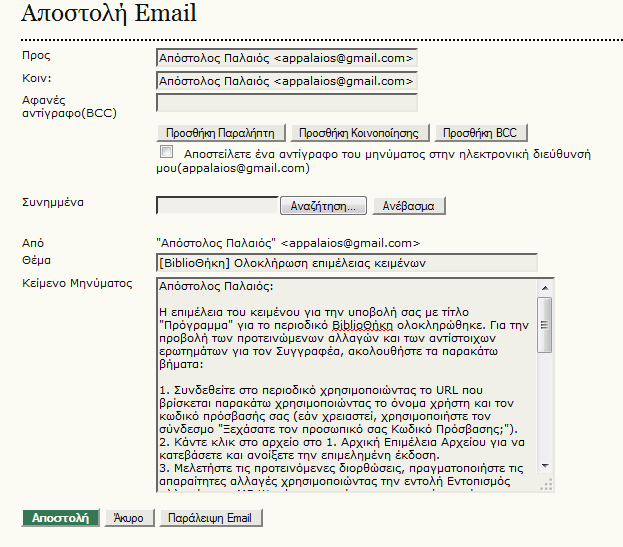 Αποστολή Email
Προς
Απόστολος Παλαιός <appalaios@gmail.com>
Κοιν:
Απόστολος Παλαιός <appalaios@gmail.com>
Αφανές
αντίγραφο(BCC)
Προσθήκη Παραλήπτη Προσθήκη Κοινοποίησης Προσθήκη BCC
Αποστείλετε ένα αντίγραφο του μηνύματος στην ηλεκτρονική διεύθυνσή
μου(appalaios@gmail.com)
Συνημμένα
Αναζήτηση... Ανέβασμα
Από
"Απόστολος Παλαιός" <appalaios@gmail.com>
Θέμα
[BiblioΘήκη] Ολοκλήρωση επιμέλειας κειμένων
Κείμενο Μηνύματος
Απόστολος Παλαιός:
Η επιμέλεια του κειμένου για την υποβολή σας με τίτλο
"Πρόγραμμα" για το περιοδικό BiblioΘήκη ολοκληρώθηκε. Για την
προβολή των προτεινώμενων αλλαγών και των αντίστοιχων
ερωτημάτων για τον Συγγραφέα, ακολουθήστε τα παρακάτω
βήματα:
1. Συνδεθείτε στο περιοδικό χρησιμοποιώντας το URL που
βρίσκεται παρακάτω χρησιμοποιώντας το όνομα χρήστη και τον
κωδικό πρόσβασής σας (εάν χρειαστεί, χρησιμοποιήστε τον
σύνδεσμο "Ξεχάσατε τον προσωπικό σας Κωδικό Πρόσβασης;").
2. Κάντε κλικ στο αρχείο στο 1. Αρχική Επιμέλεια Αρχείου για να
κατεβάσετε και ανοίξετε την επιμελημένη έκδοση.
3. Μελετήστε τις προτεινόμενες διορθώσεις, πραγματοποιήστε τις
απαραίτητες αλλαγές χρησιμοποιώντας την εντολή Εντοπισμός
Αποστολή Άκυρο Παράλειψη Email